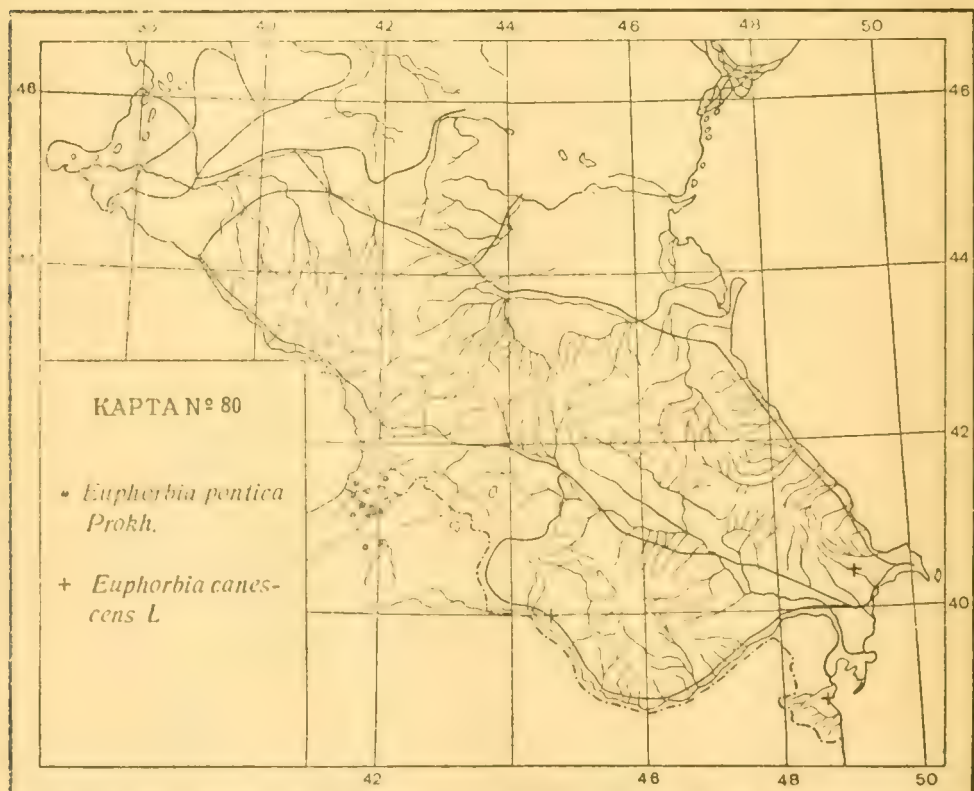 38 40 42 44 46 48 50
46 46
44 44
КАРТА № 80
42
• Euphorbia pontica
Prokh.
+ Euphorbia canes-
cens L
40
42 46 48 50